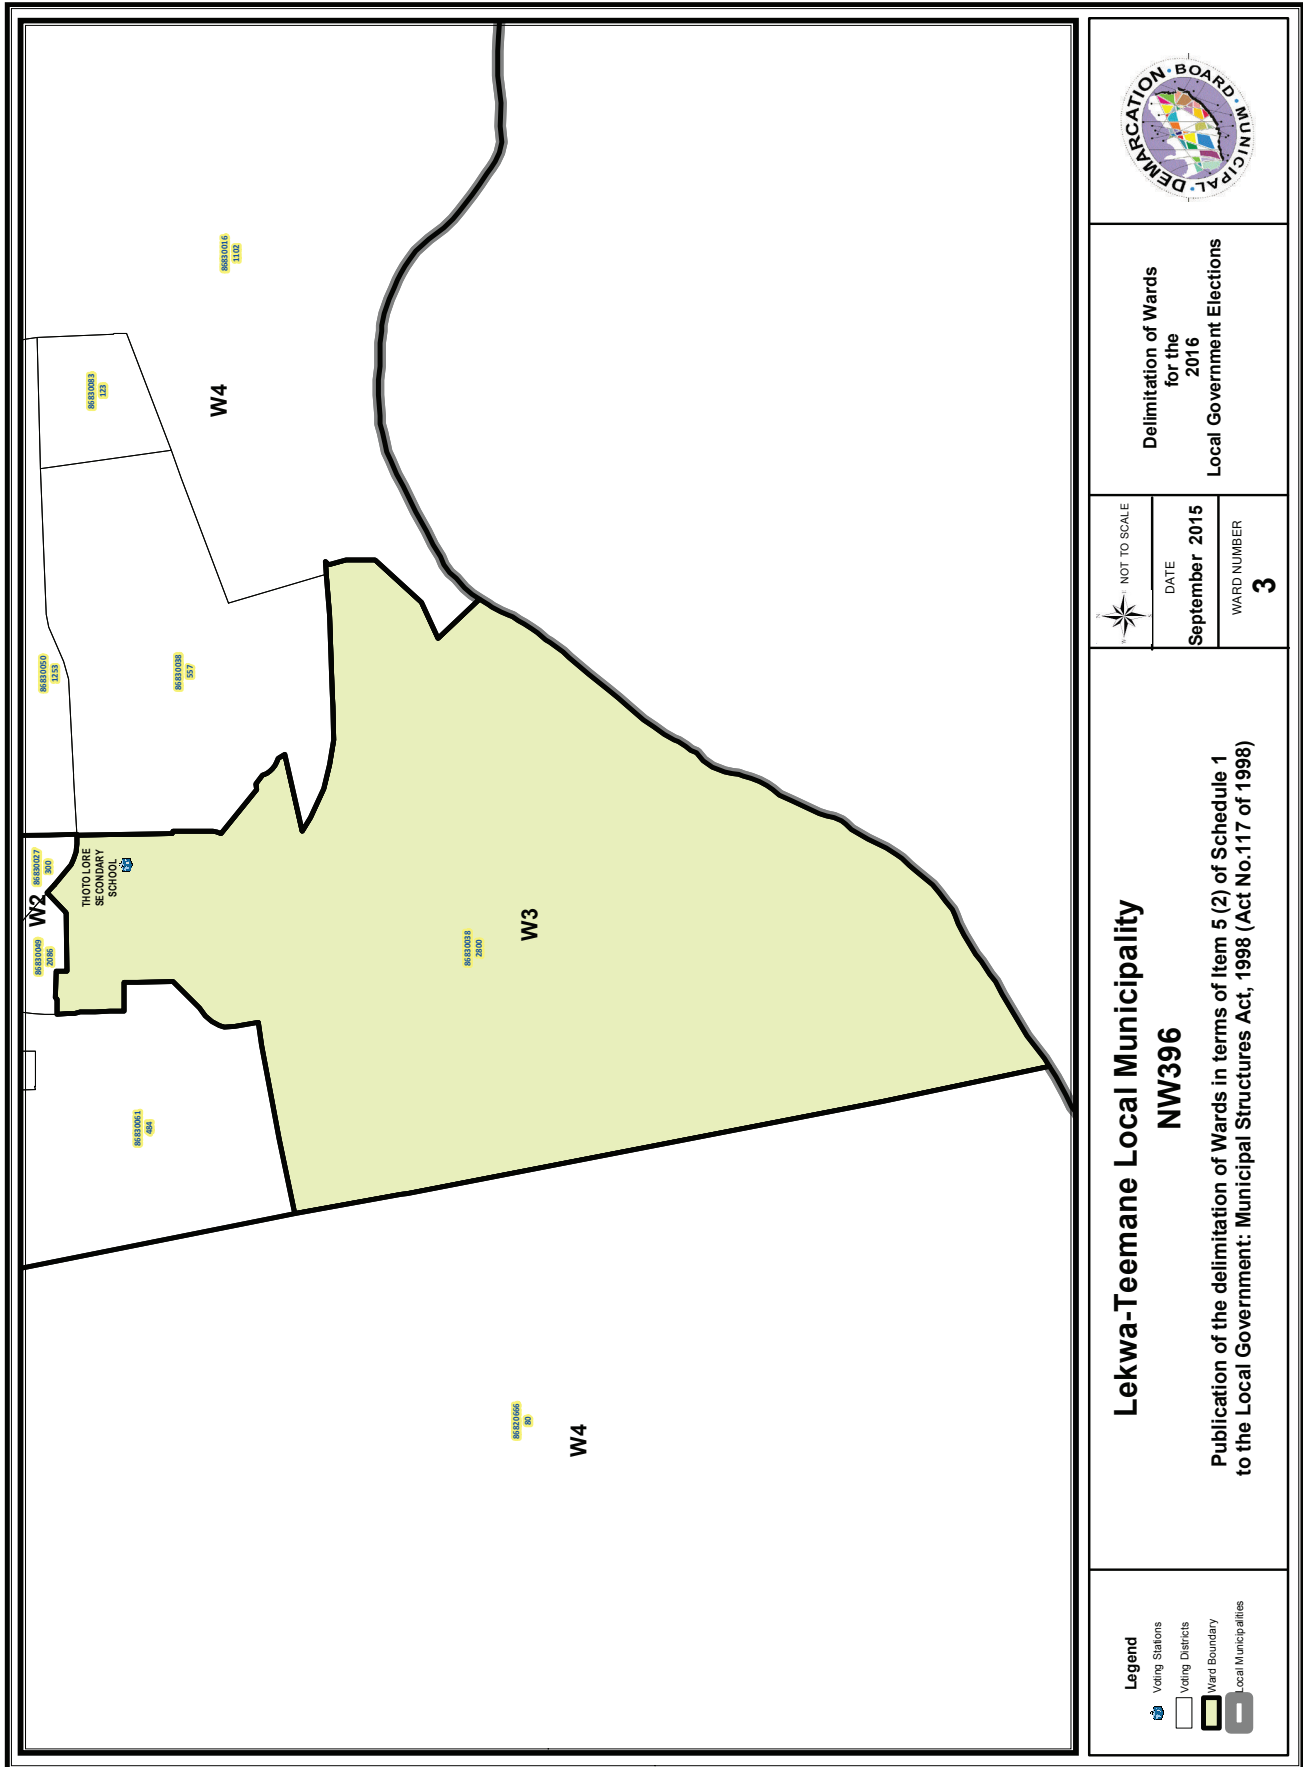 86830016
1102
86830083
123
W4
86830050
1253
86830038
557
86830027
300
W2
86830049
2086
THOTO LORE
SECONDARY
SCHOOL
86830038
2800
W3
86830061
484
86820666
80
W4
Legend
Voting Stations
Voting Districts
Ward Boundary
Local Municipalities
Lekwa-Teemane Local Municipality
NW396
Publication of the delimitation of Wards in terms of Item 5 (2) of Schedule 1
to the Local Government: Municipal Structures Act, 1998 (Act No.117 of 1998)
N
W
E
S
NOT TO SCALE
DATE
September 2015
WARD NUMBER
3
Delimitation of Wards
for the
2016
Local Government Elections
MUNICIPAL · DEMARCATION · BOARD ·